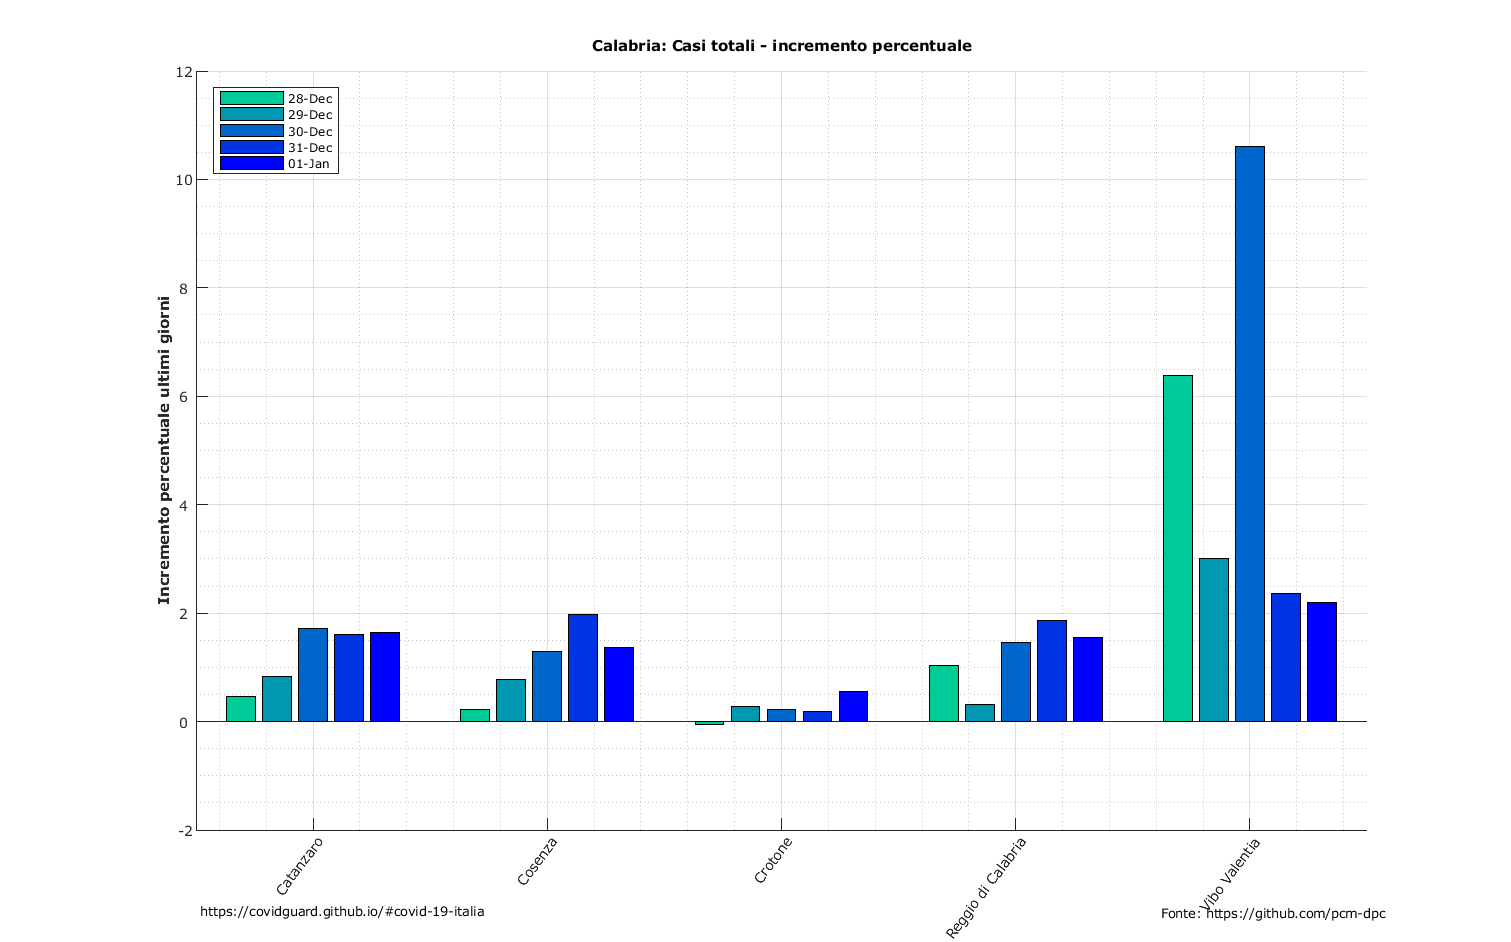 Calabria: Casi totali - incremento percentuale
28-Dec
29-Dec
30-Dec
31-Dec
01-Jan
Incremento percentuale ultimi giorni
12
10
8
6
4
2
0
-2
Catanzaro
Cosenza
Crotone
Reggio di Calabria
Vibo Valentia
https://covidguard.github.io/#covid-19-italia
Fonte: https://github.com/pcm-dpc